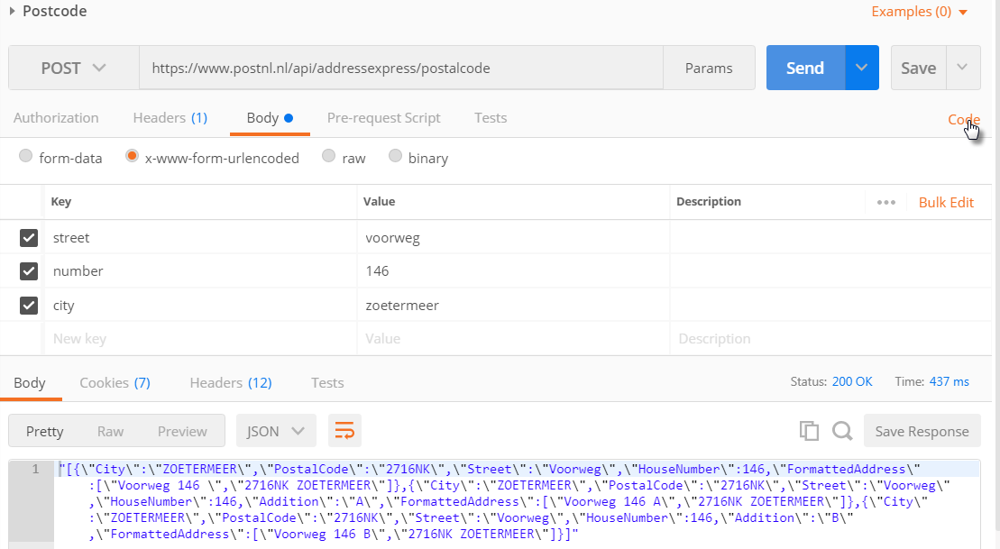 Postcode Examples (0)
POST https://www.postnl.nl/api/addressexpress/postalcode Params Send Save
Authorization Headers (1) Body Pre-request Script Tests Code
form-data x-www-form-urlencoded raw binary
Key Value Description ••• Bulk Edit
street voorweg
number 146
city zoetermeer
New key Value Description
Body Cookies (7) Headers (12) Tests Status: 200 OK Time: 437 ms
Pretty Raw Preview JSON Save Response
1 "[{\"City\":\"ZOETERMEER\",\"PostalCode\":\"2716NK\",\"Street\":\"Voorweg\",\"HouseNumber\":146,\"FormattedAddress\"
:[\"Voorweg 146 \",\"2716NK ZOETERMEER\"]},{\"City\":\"ZOETERMEER\",\"PostalCode\":\"2716NK\",\"Street\":\"Voorweg\"
,\"HouseNumber\":146,\"Addition\":\"A\",\"FormattedAddress\":[\"Voorweg 146 A\",\"2716NK ZOETERMEER\"]},{\"City\"
:\"ZOETERMEER\",\"PostalCode\":\"2716NK\",\"Street\":\"Voorweg\",\"HouseNumber\":146,\"Addition\":\"B\"
,\"FormattedAddress\":[\"Voorweg 146 B\",\"2716NK ZOETERMEER\"]}]"